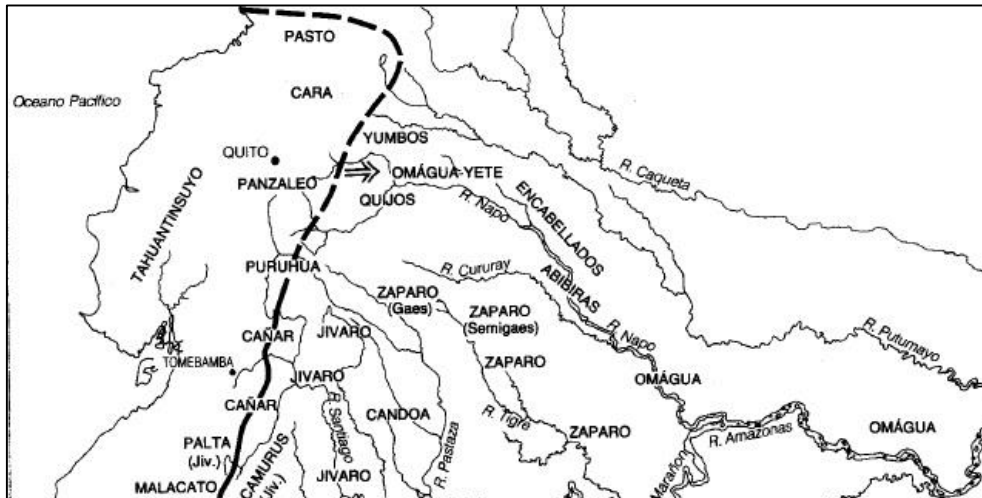 PASTO
Oceano Pacífico
CARA
YUMBOS
QUITO
OMÁGUA-YETE
R. Caqueta
PANZALEO
QUIJOS
R. Napo
ENCABELLADOS
TAHUANTINSUYO
PURUHUA
R. Cururay
ABIBIRAS
ZAPARO
(Gaes)
ZAPARO
(Semigaes)
R. Putumayo
CAÑAR
JIVARO
R. Napo
TOMEBAMBA
ZAPARO
JIVARO
OMÁGUA
CAÑAR
R. Santiago
CANDOA
R. Tigre
ZAPARO
OMÁGUA
PALTA
(Jiv.)
R. Pastaza
R. Amazonas
CAMURUS
(Jiv.)
JIVARO
Marañón
MALACATO